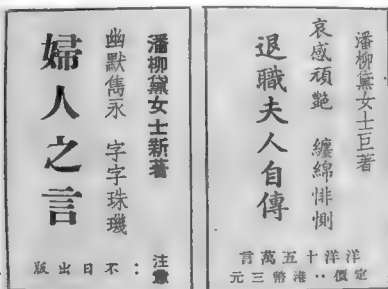 潘柳黛女士巨著
哀感頑艷　纏綿悱惻
退職夫人自傳
洋洋十五萬言
定價：港幣三元
潘柳黛女士新著
幽默雋永　字字珠璣
婦人之言
注意：不日出版